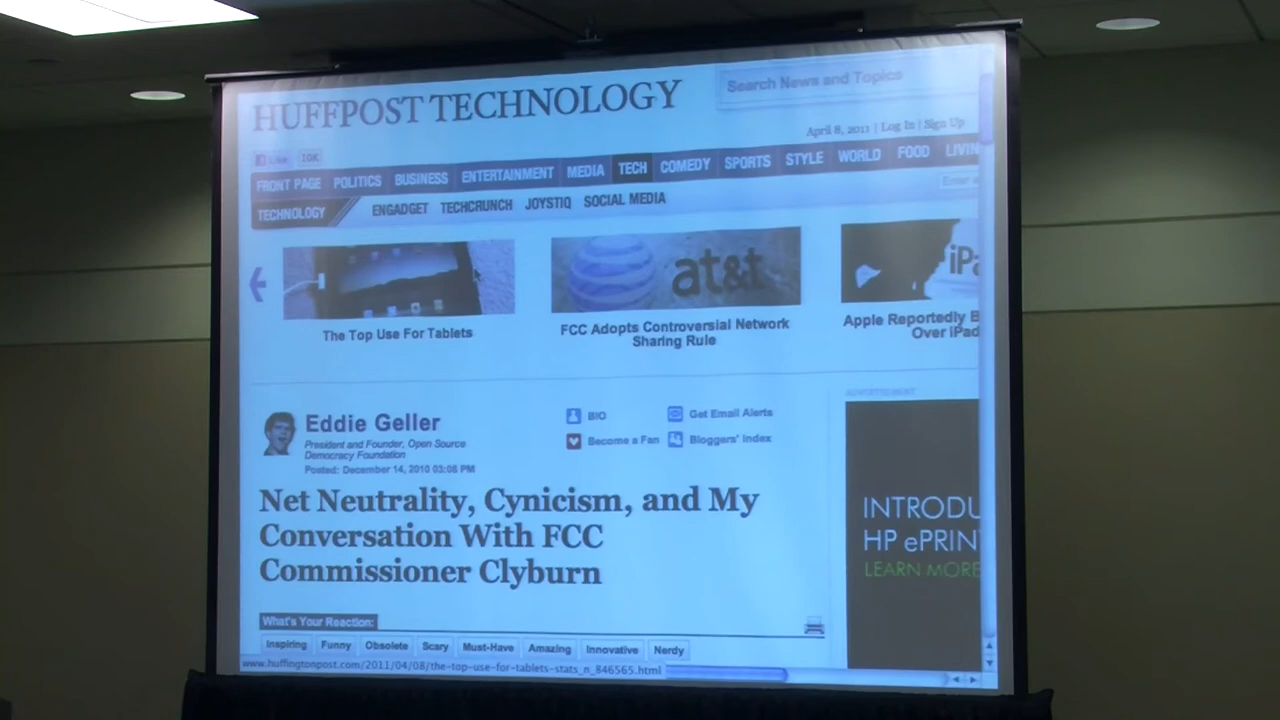 HUFFPOST TECHNOLOGY
Search News and Topics
April 8, 2011 | Log In | Sign Up
Like 10K
FRONT PAGE POLITICS BUSINESS ENTERTAINMENT MEDIA TECH COMEDY SPORTS STYLE WORLD FOOD LIVIN
TECHNOLOGY ENGADGET TECHCRUNCH JOYSTIQ SOCIAL MEDIA
Enter
at&t
iPa
The Top Use For Tablets
FCC Adopts Controversial Network
Sharing Rule
Apple Reportedly B
Over iPad
ADVERTISEMENT
Eddie Geller
President and Founder, Open Source
Democracy Foundation
Posted: December 14, 2010 03:08 PM
BIO
Get Email Alerts
Become a Fan
Bloggers' Index
Net Neutrality, Cynicism, and My
Conversation With FCC
Commissioner Clyburn
INTRODU
HP ePRIN
LEARN MORE
What's Your Reaction:
Inspiring Funny Obsolete Scary Must-Have Amazing Innovative Nerdy
www.huffingtonpost.com/2011/04/08/the-top-use-for-tablets-stats_n_846565.html